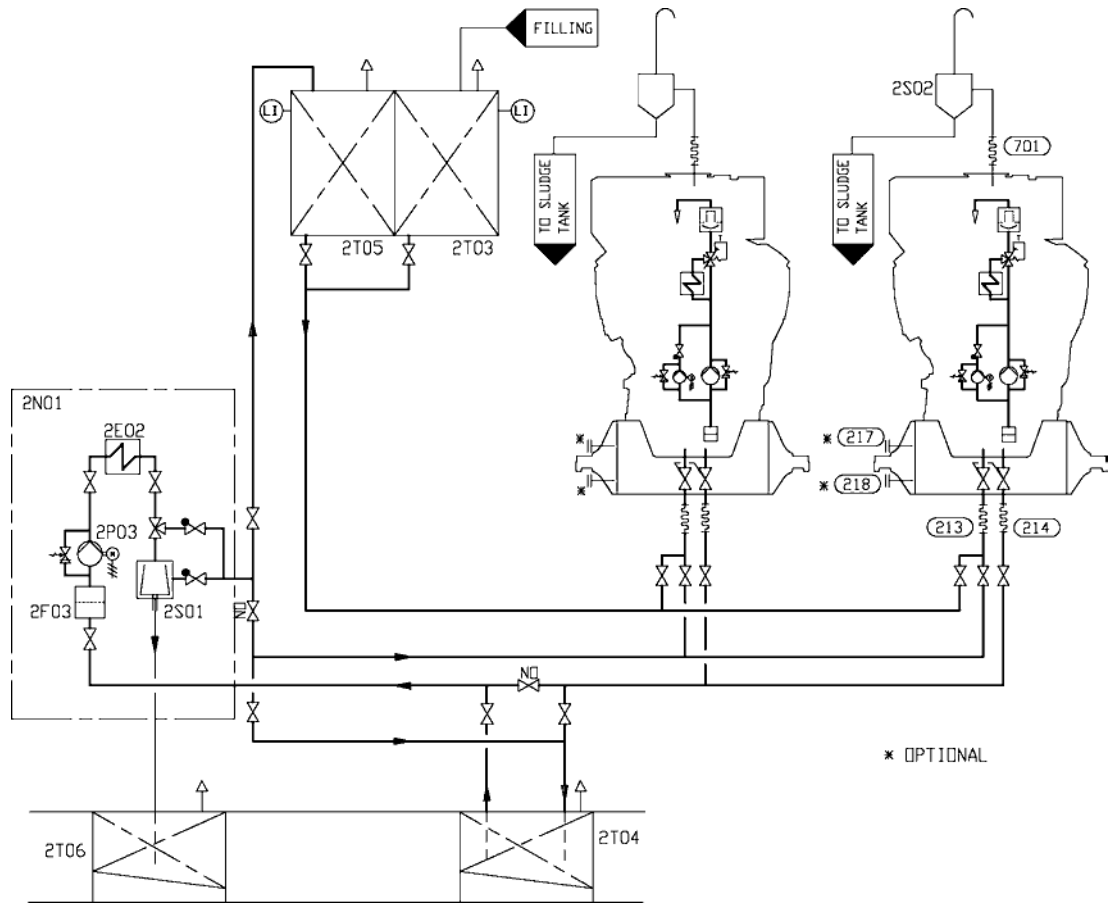 FILLING
2S02
LI
LI
701
TO SLUDGE
TANK
TO SLUDGE
TANK
2T05
2T03
T
T
2N01
2E02
* 217
*
* 218
*
2P03
213
214
2F03
2S01
NO
NO
* OPTIONAL
2T06
2T04